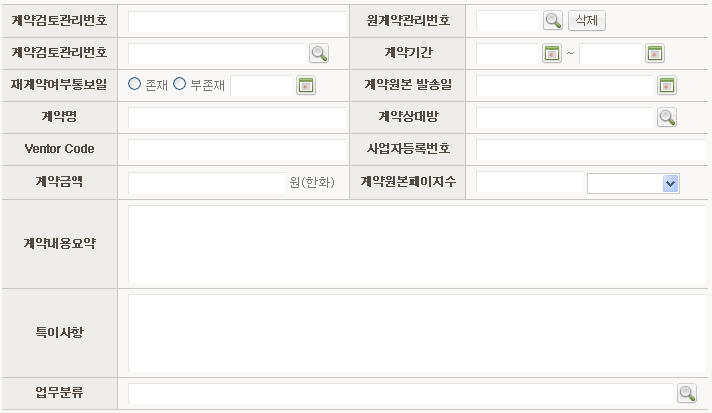 계약검토관리번호 원계약관리번호 삭제
계약검토관리번호 계약기간 ~
재계약여부통보일 존재 부존재 계약원본 발송일
계약명 계약상대방
Ventor Code 사업자등록번호
계약금액 원(한화) 계약원본페이지수
계약내용요약
특이사항
업무분류